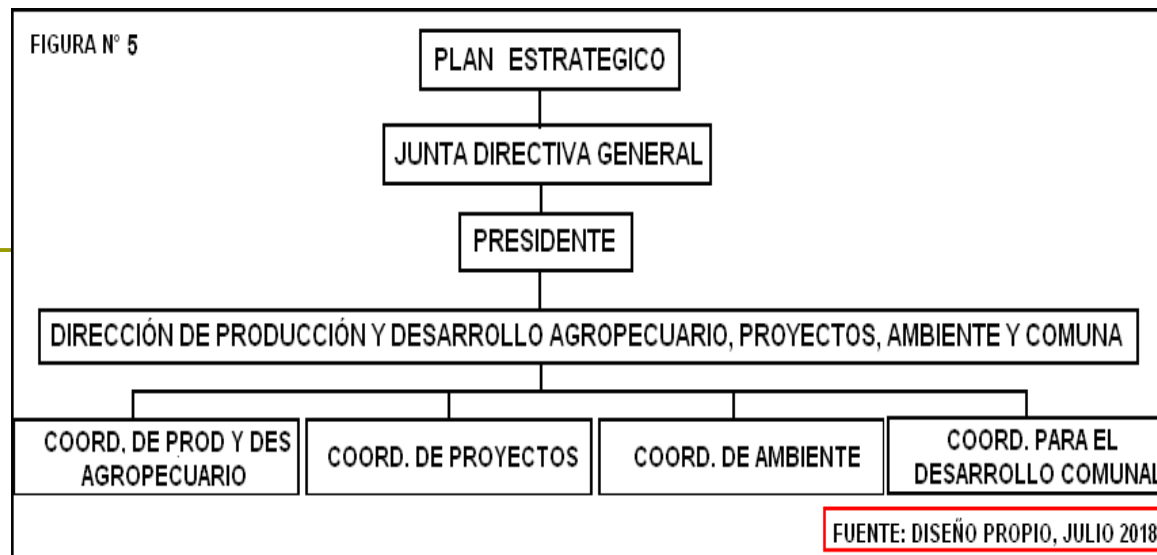 FIGURA N° 5
PLAN ESTRATEGICO
JUNTA DIRECTIVA GENERAL
PRESIDENTE
DIRECCIÓN DE PRODUCCIÓN Y DESARROLLO AGROPECUARIO, PROYECTOS, AMBIENTE Y COMUNA
COORD. DE PROD Y DES
AGROPECUARIO
COORD. DE PROYECTOS
COORD. DE AMBIENTE
COORD. PARA EL
DESARROLLO COMUNAL
FUENTE: DISEÑO PROPIO, JULIO 2018